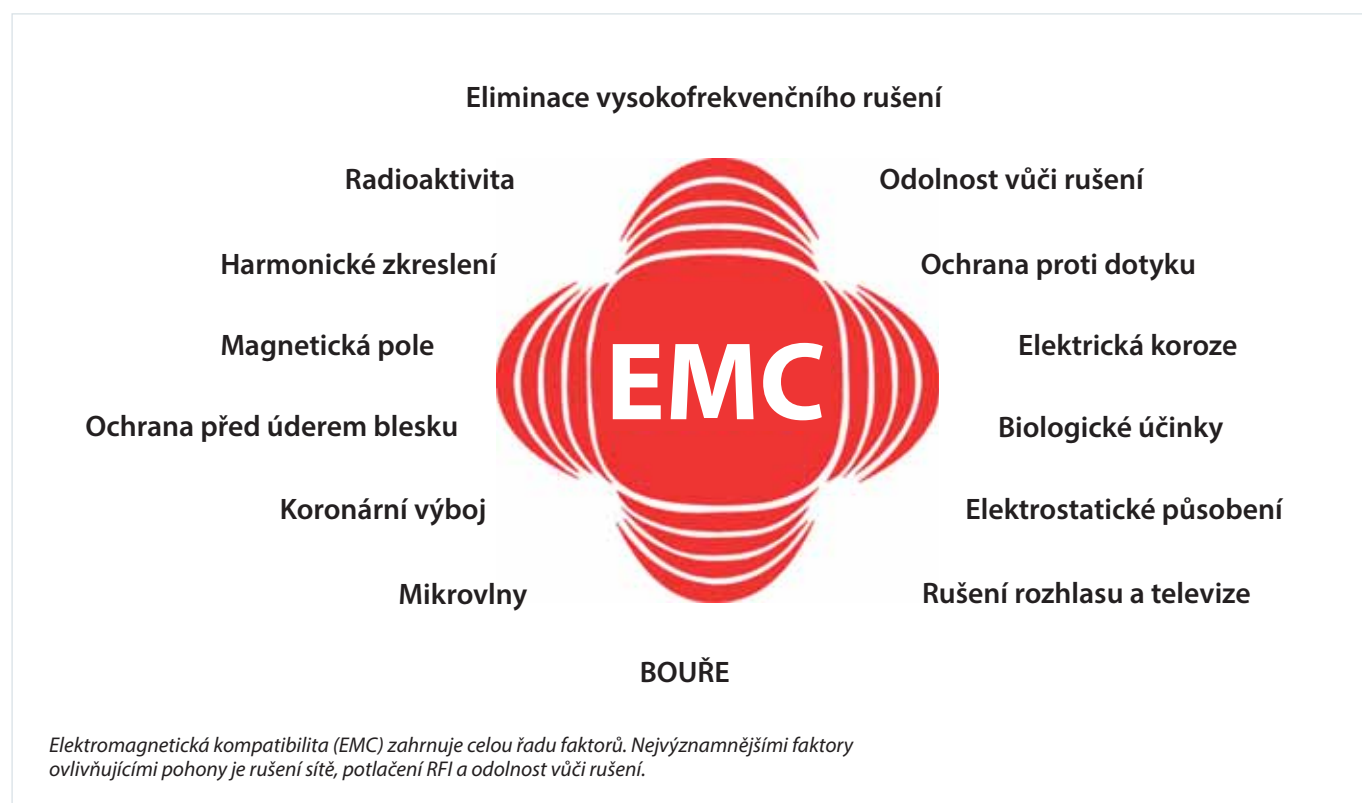 Eliminace vysokofrekvenčního rušení
Radioaktivita
Odolnost vůči rušení
Harmonické zkreslení
Ochrana proti dotyku
Magnetická pole
EMC
Elektrická koroze
Ochrana před úderem blesku
Biologické účinky
Koronární výboj
Elektrostatické působení
Mikrovlny
Rušení rozhlasu a televize
BOUŘE
Elektromagnetická kompatibilita (EMC) zahrnuje celou řadu faktorů. Nejvýznamnějšími faktory
ovlivňujícími pohony je rušení sítě, potlačení RFI a odolnost vůči rušení.